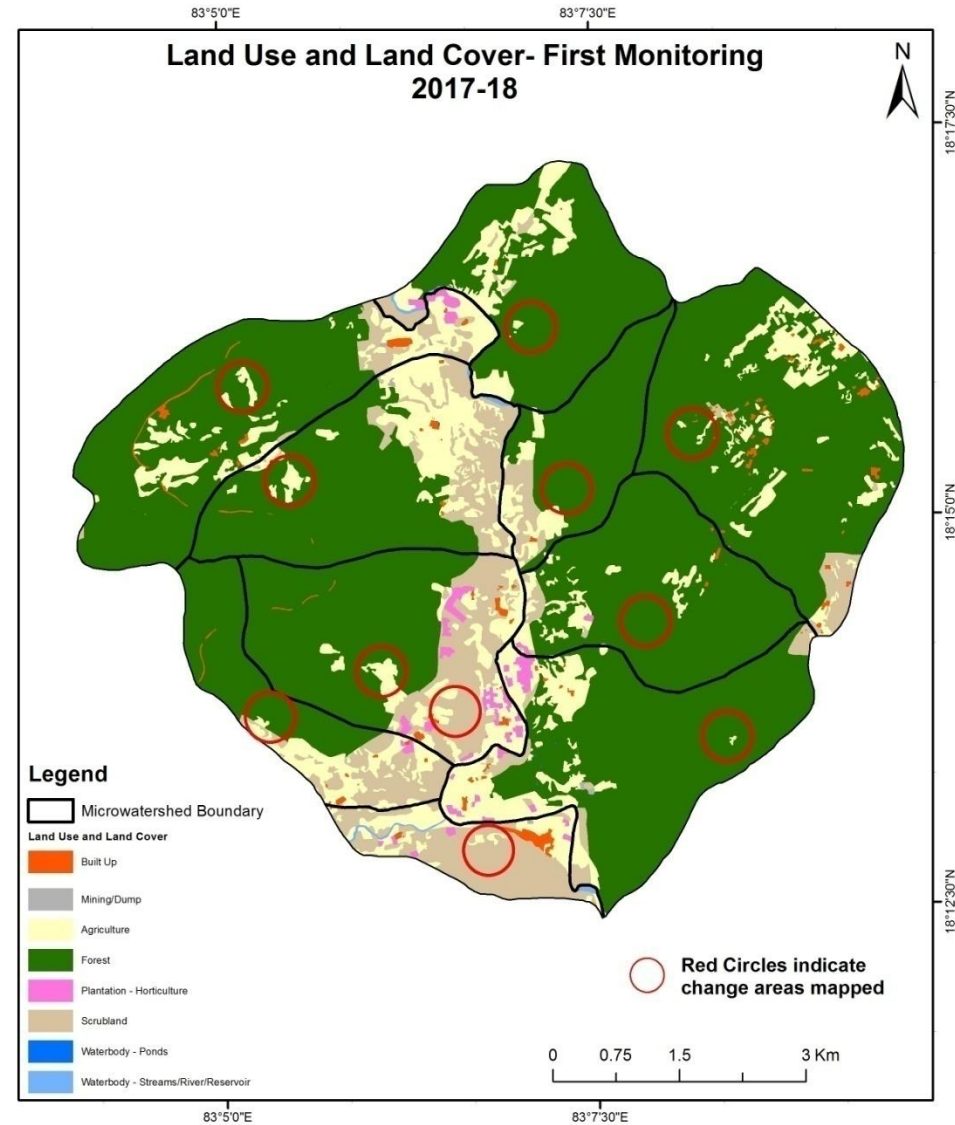 83°5'0"E
83°7'30"E
Land Use and Land Cover- First Monitoring
2017-18
N
18°17'30"N
18°15'0"N
Legend
Microwatershed Boundary
Land Use and Land Cover
Built Up
Mining/Dump
Agriculture
Forest
Plantation - Horticulture
Scrubland
Waterbody - Ponds
Waterbody - Streams/River/Reservoir
18°12'30"N
Red Circles indicate
change areas mapped
0 0.75 1.5 3 Km
83°5'0"E
83°7'30"E